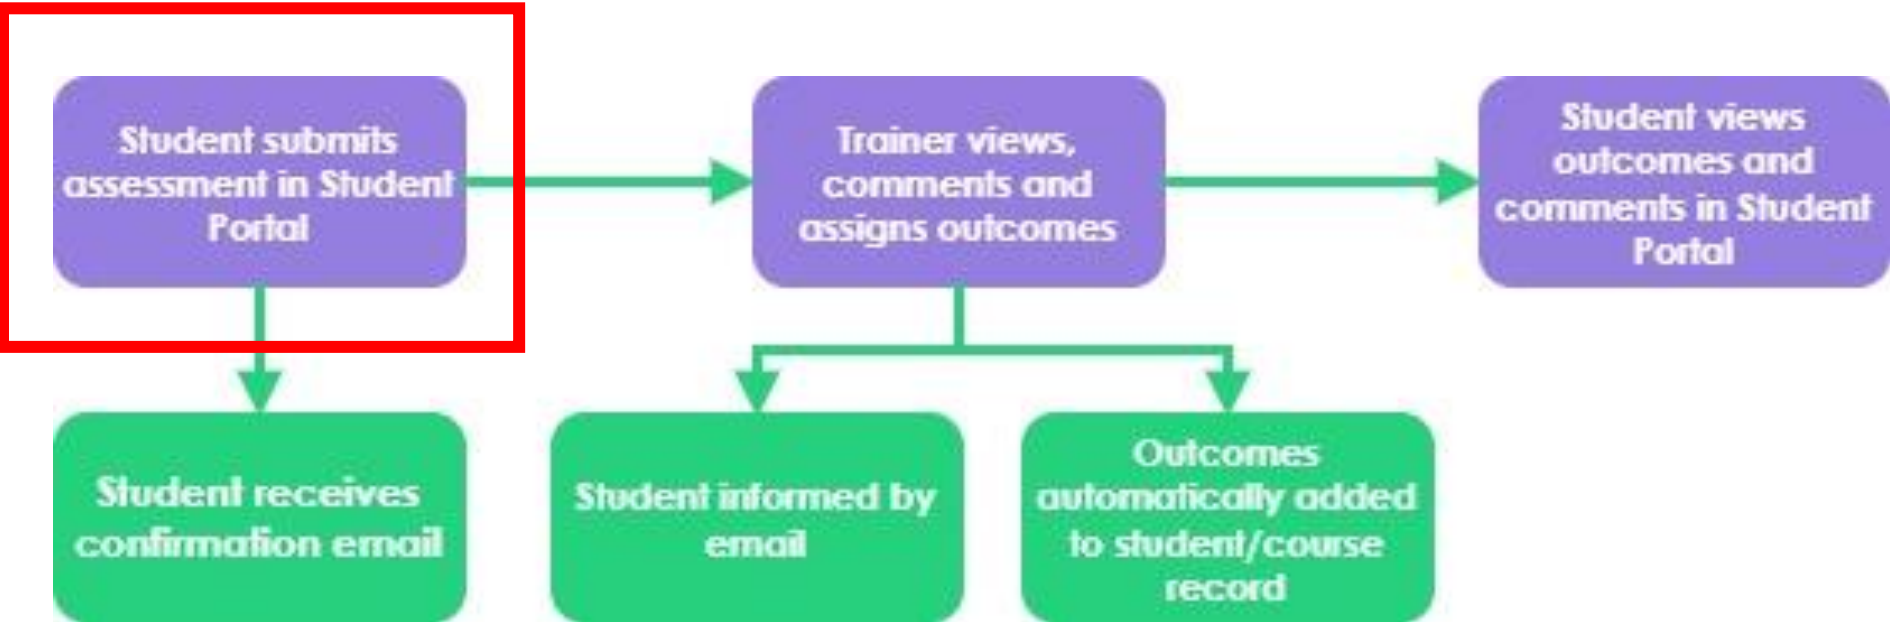 Student submits
assessment in Student
Portal
Trainer views,
comments and
assigns outcomes
Student views
outcomes and
comments in Student
Portal
Student receives
confirmation email
Student informed by
email
Outcomes
automatically added
to student/course
record